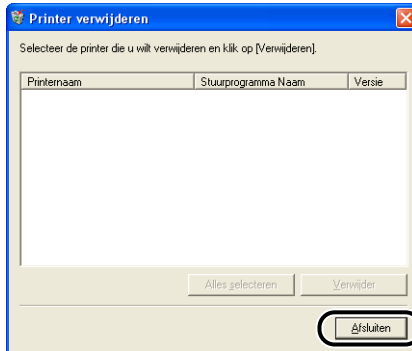 Printer verwijderen
Selecteer de printer die u wilt verwijderen en klik op [Verwijderen].
Printernaam Stuurprogramma Naam Versie
Alles selecteren Verwijder
Afsluiten